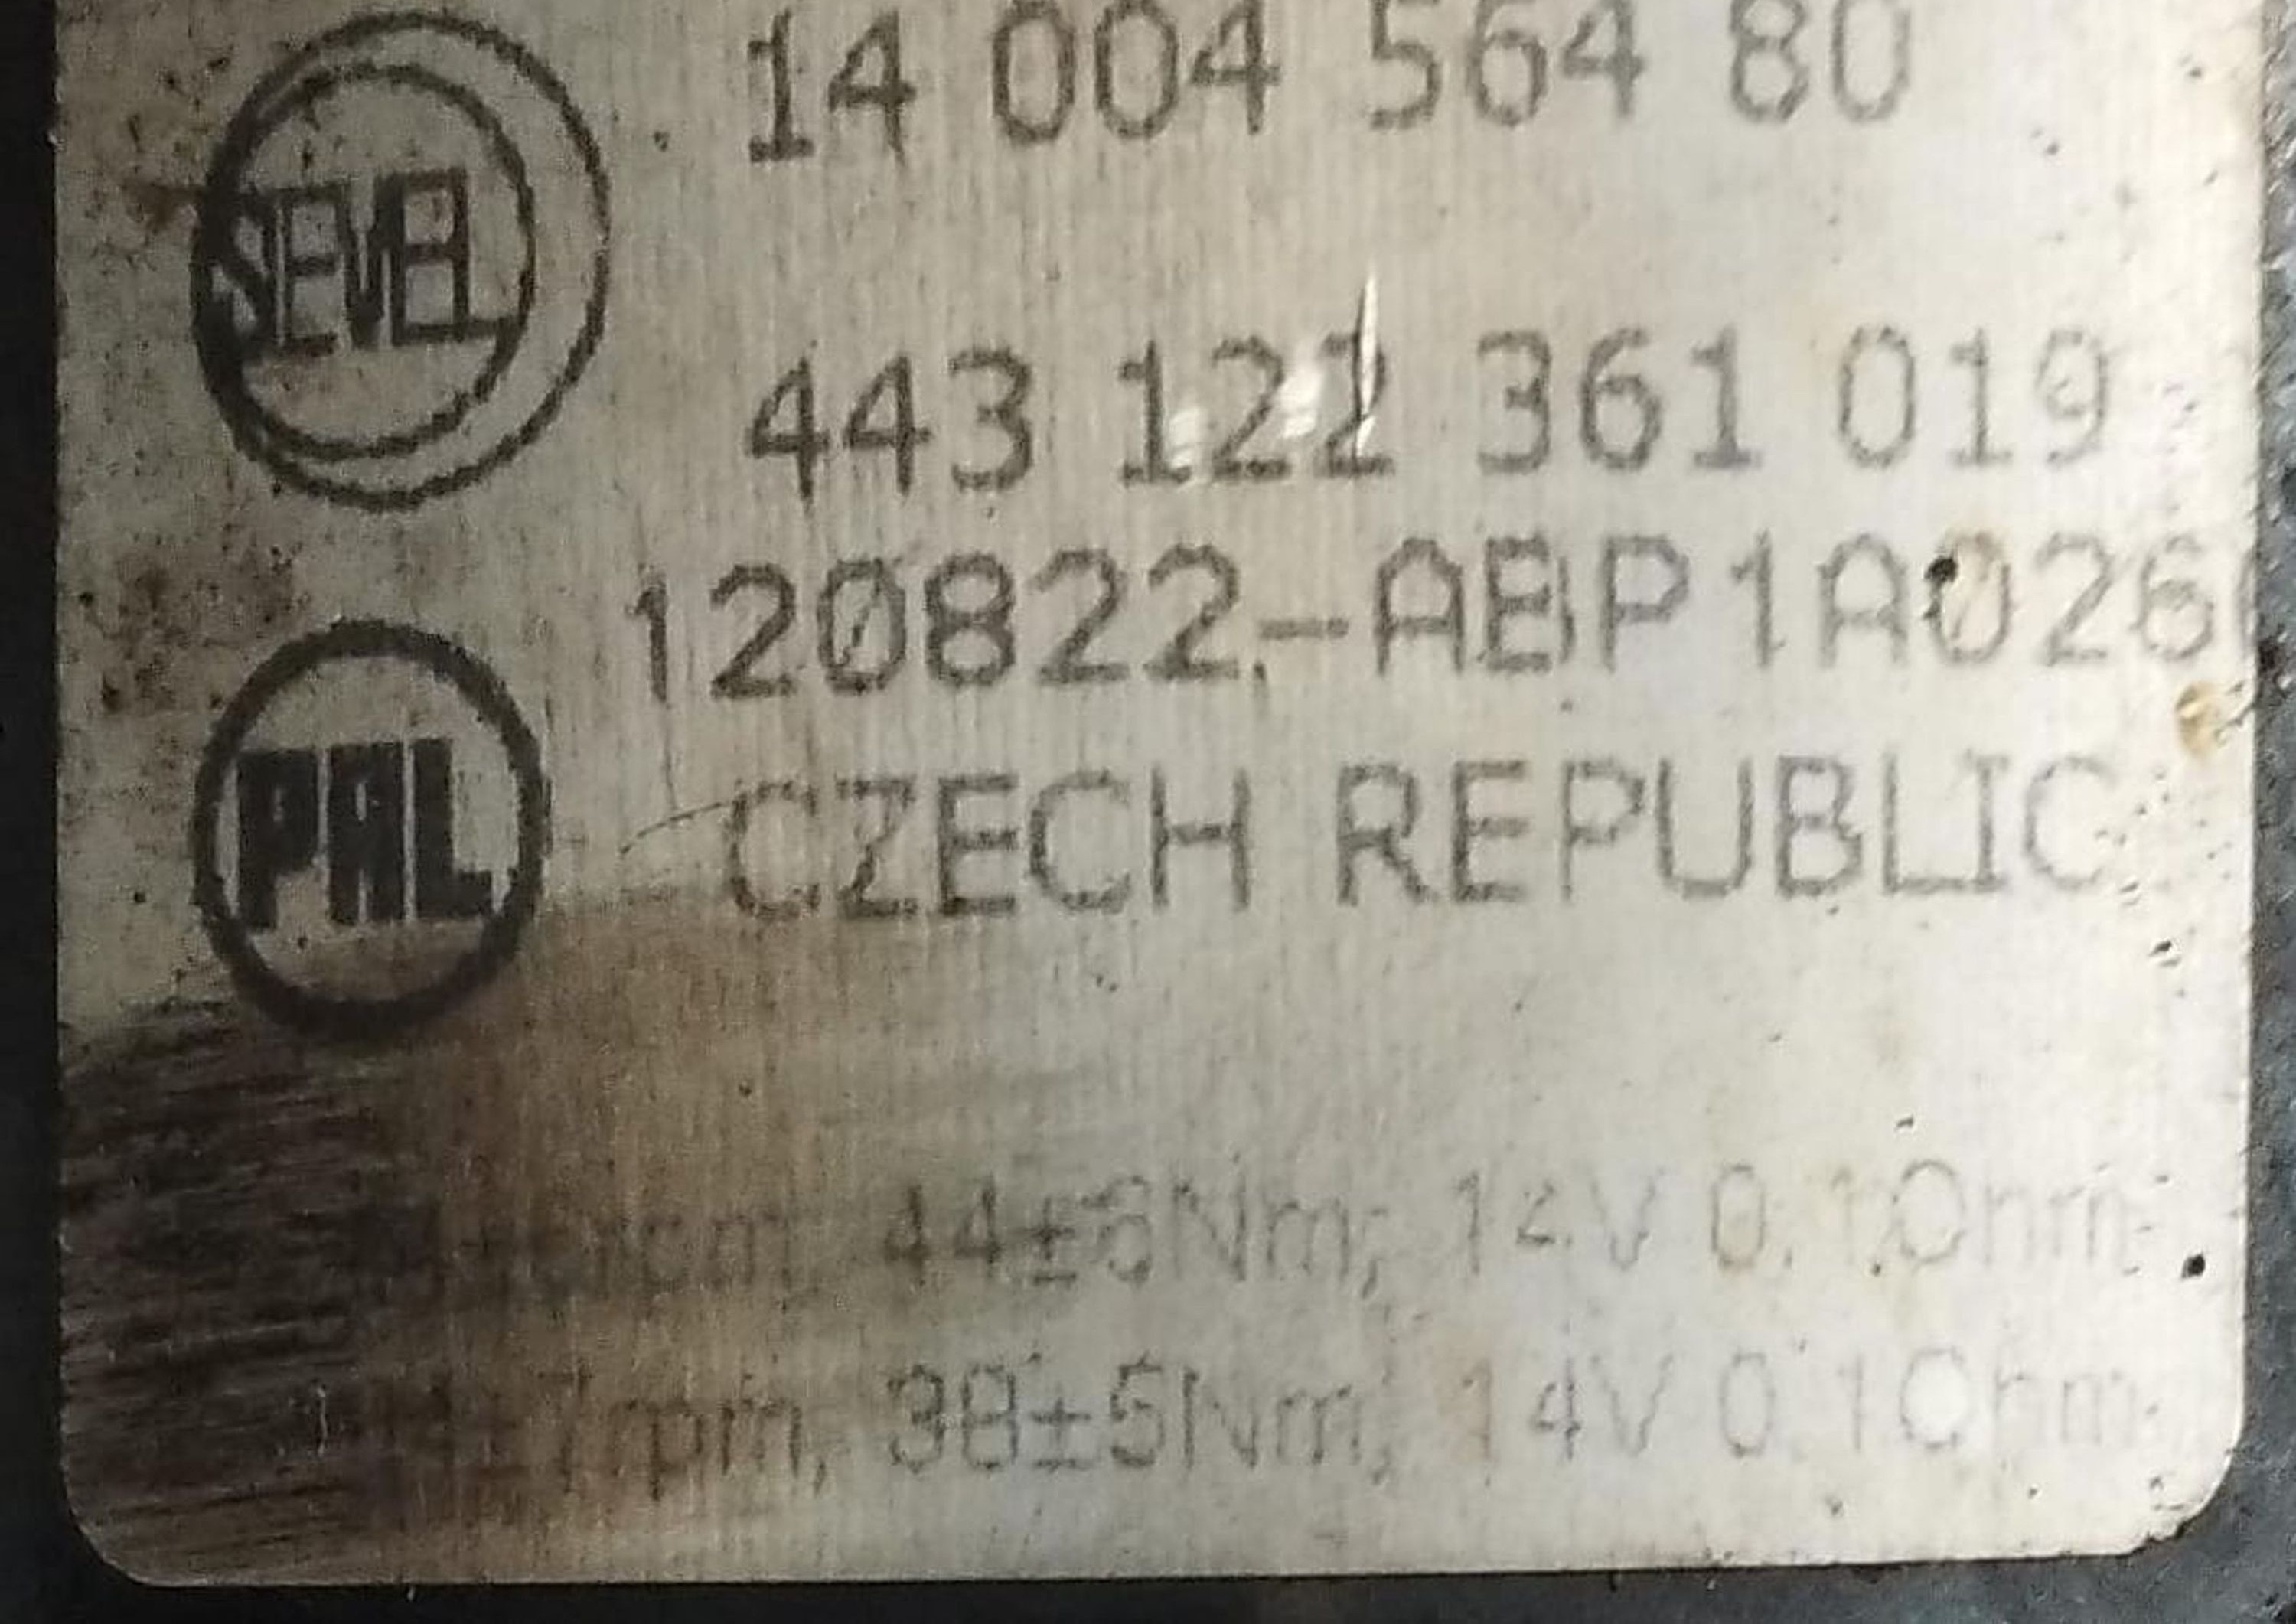 SEVEL
14 004 564 80
443 122 361 019
120822-ABP1A026
PAL
CZECH REPUBLIC
44±6Nm; 14V 0.1Ohm
38±5Nm; 14V 0.1Ohm